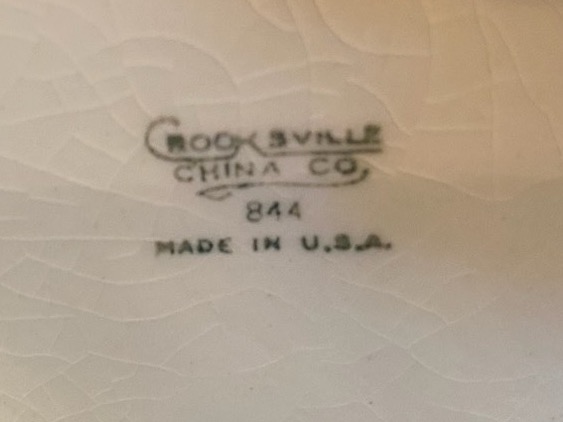 CROOKSVILLE
CHINA CO,
844
MADE IN U.S.A.